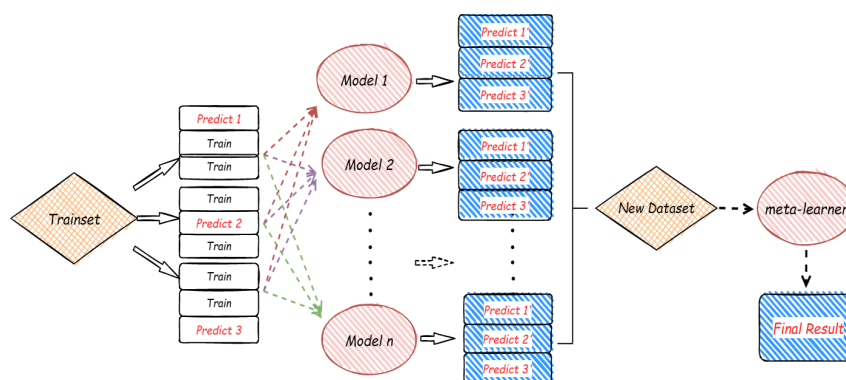 Trainset
Predict 1
Train
Train
Train
Predict 2
Train
Train
Train
Predict 3
Model 1
Model 2
Model n
Predict 1'
Predict 2'
Predict 3'
Predict 1'
Predict 2'
Predict 3'
Predict 1'
Predict 2'
Predict 3'
New Dataset
meta-learner
Final Result